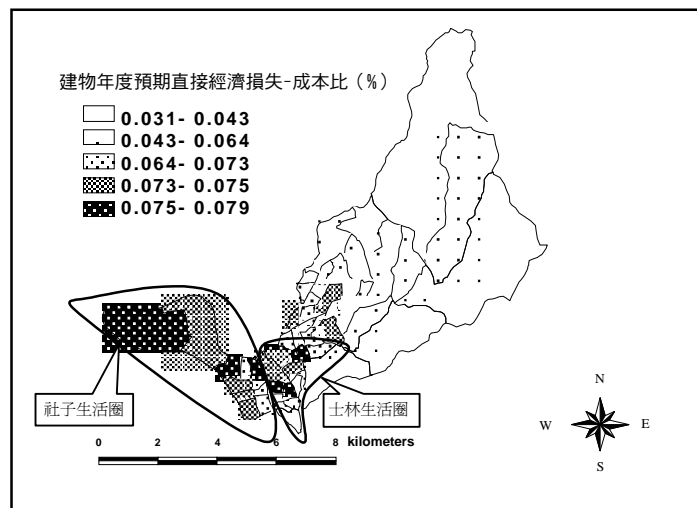 建物年度預期直接經濟損失-成本比（%）
0.031- 0.043
0.043- 0.064
0.064- 0.073
0.073- 0.075
0.075- 0.079
社子生活圈
士林生活圈
0 2 4 6 8 kilometers
N
W E
S